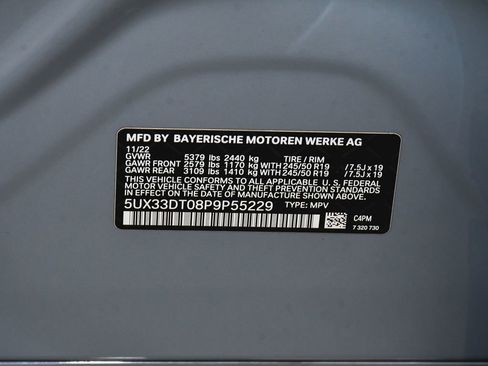 MFD BY BAYERISCHE MOTOREN WERKE AG
11/22
GVWR 5379 lbs 2440 kg TIRE / RIM
GAWR FRONT 2579 lbs 1170 kg 245/50 R19 /7.5J x 19
GAWR REAR 3109 lbs 1410 kg 245/50 R19 /7.5J x 19
THIS VEHICLE CONFORMS TO ALL APPLICABLE U. S. FEDERAL
MOTOR VEHICLE SAFETY, BUMPER, AND THEFT PREVENTION STANDARDS
IN EFFECT ON THE DATE OF MANUFACTURE SHOWN ABOVE.
5UX33DT08P9P55229 TYPE: MPV
C4PM
7 320 730